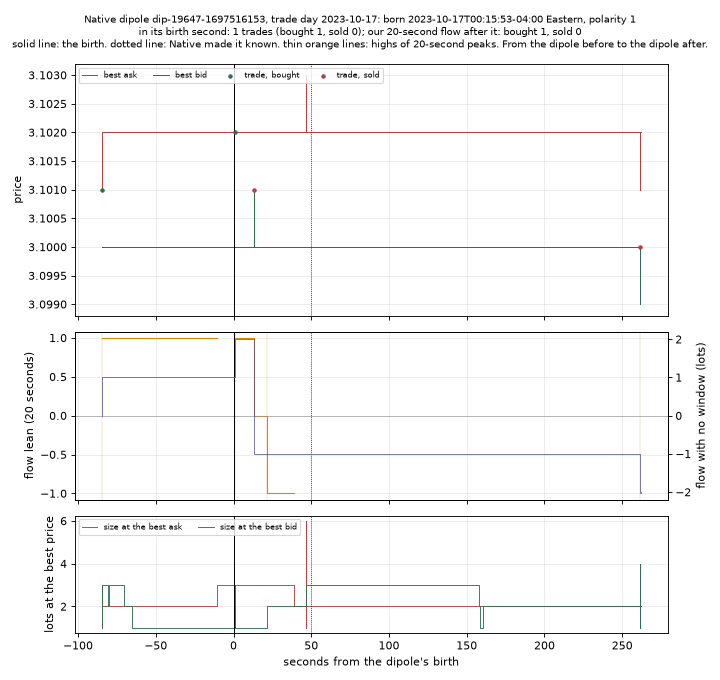 Native dipole dip-19647-1697516153, trade day 2023-10-17: born 2023-10-17T00:15:53-04:00 Eastern, polarity 1
in its birth second: 1 trades (bought 1, sold 0); our 20-second flow after it: bought 1, sold 0
solid line: the birth. dotted line: Native made it known. thin orange lines: highs of 20-second peaks. From the dipole before to the dipole after.
best ask best bid trade, bought trade, sold
3.1030
3.1025
3.1020
3.1015
3.1010
3.1005
3.1000
3.0995
3.0990
price
1.0
0.5
0.0
−0.5
−1.0
flow lean (20 seconds)
2
1
0
−1
−2
flow with no window (lots)
size at the best ask size at the best bid
6
4
2
lots at the best price
−100 −50 0 50 100 150 200 250
seconds from the dipole's birth